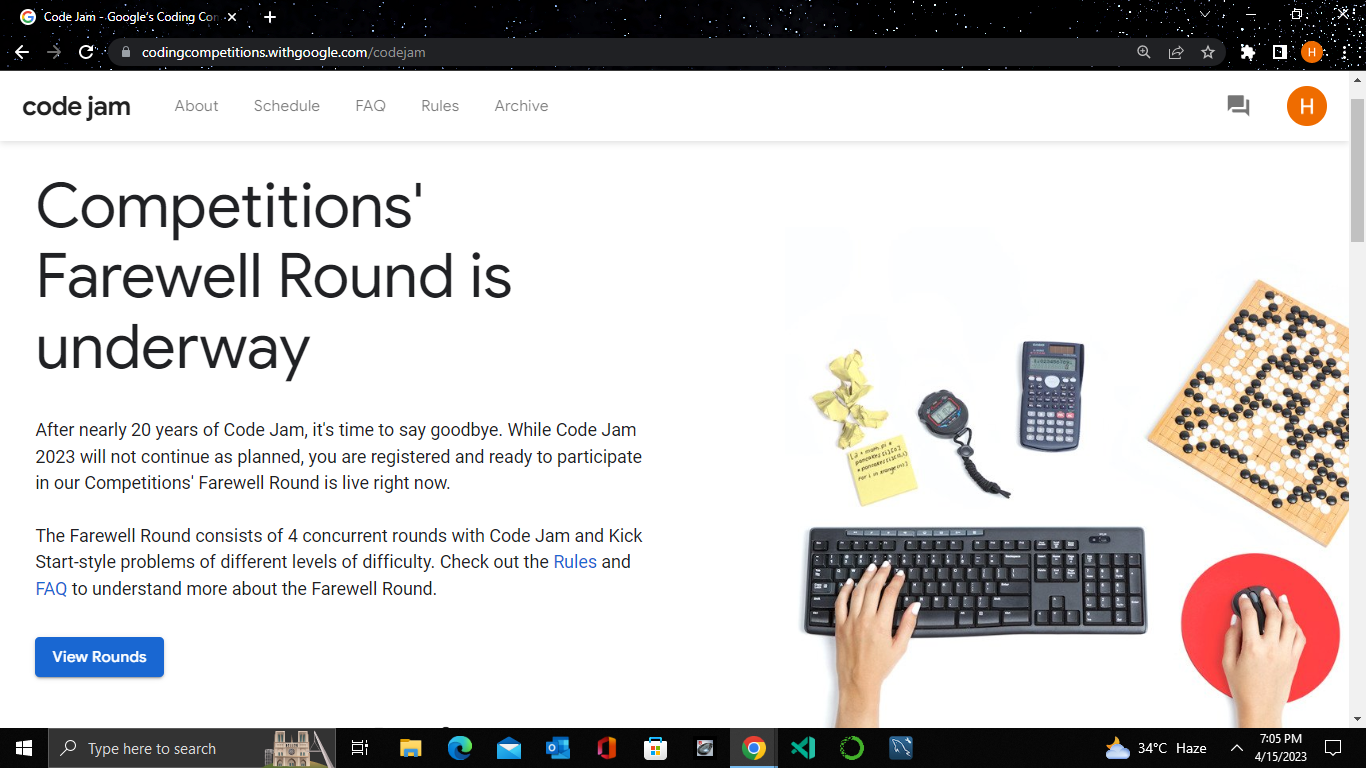 Code Jam - Google's Coding Con
codingcompetitions.withgoogle.com/codejam
H
code jam
About
Schedule
FAQ
Rules
Archive
H
Competitions'
Farewell Round is
underway
After nearly 20 years of Code Jam, it's time to say goodbye. While Code Jam
2023 will not continue as planned, you are registered and ready to participate
in our Competitions' Farewell Round is live right now.
The Farewell Round consists of 4 concurrent rounds with Code Jam and Kick
Start-style problems of different levels of difficulty. Check out the Rules and
FAQ to understand more about the Farewell Round.
View Rounds
Type here to search
34°C Haze
7:05 PM
4/15/2023